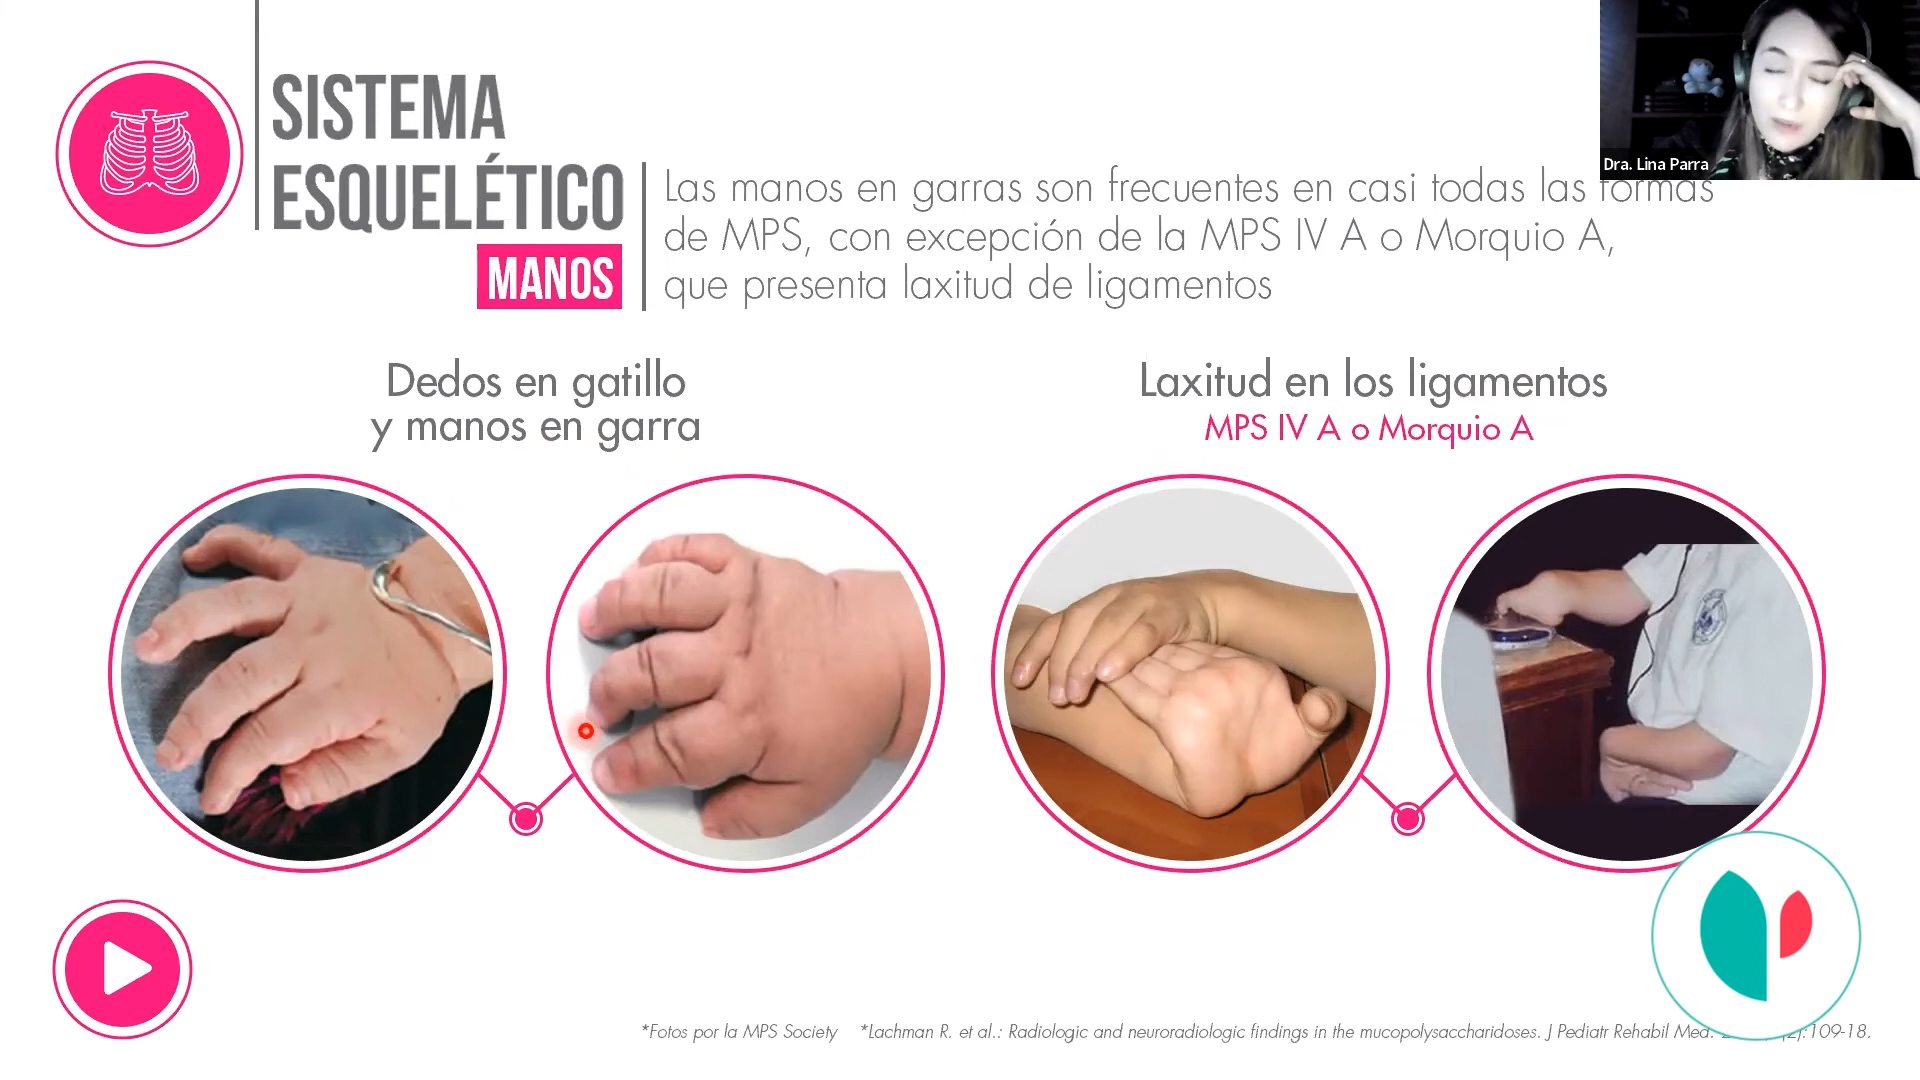 SISTEMA
ESQUELÉTICO
MANOS
Las manos en garras son frecuentes en casi todas las formas
de MPS, con excepción de la MPS IV A o Morquio A,
que presenta laxitud de ligamentos
Dra. Lina Parra
Dedos en gatillo
y manos en garra
Laxitud en los ligamentos
MPS IV A o Morquio A
*Fotos por la MPS Society *Lachman R. et al.: Radiologic and neuroradiologic findings in the mucopolysaccharidoses. J Pediatr Rehabil Med. :109-18.